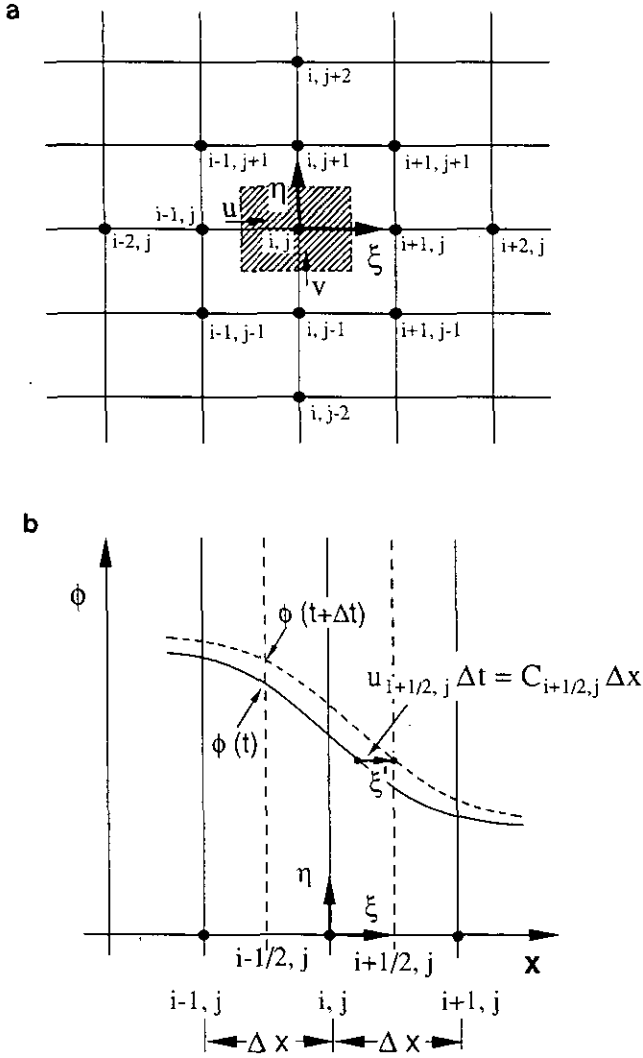 a
i, j+2
i-1, j+1
i, j+1
i+1, j+1
η
u
i-1, j
i-2, j
i, j
i+1, j
i+2, j
ξ
v
i-1, j-1
i, j-1
i+1, j-1
i, j-2
b
ϕ
ϕ (t+Δt)
u i+1/2, j Δt = C i+1/2, j Δx
ϕ (t)
ξ'
η
ξ
i-1/2, j
i+1/2, j
x
i-1, j
i, j
i+1, j
Δ x
Δ x